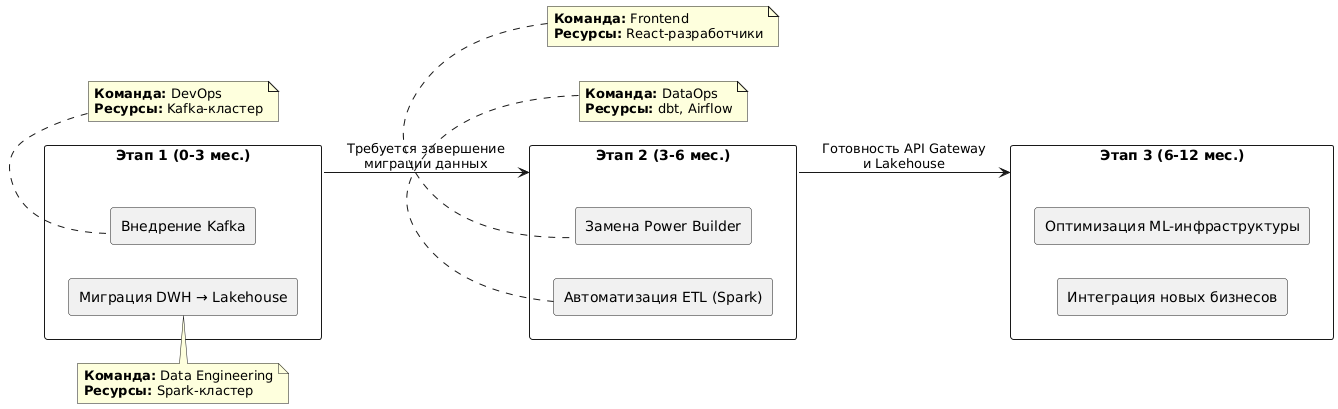 Команда: Frontend
Ресурсы: React-разработчики
Команда: DevOps
Ресурсы: Kafka-кластер
Команда: DataOps
Ресурсы: dbt, Airflow
Этап 1 (0-3 мес.)
Внедрение Kafka
Миграция DWH → Lakehouse
Команда: Data Engineering
Ресурсы: Spark-кластер
Требуется завершение
миграции данных
Этап 2 (3-6 мес.)
Замена Power Builder
Автоматизация ETL (Spark)
Готовность API Gateway
и Lakehouse
Этап 3 (6-12 мес.)
Оптимизация ML-инфраструктуры
Интеграция новых бизнесов